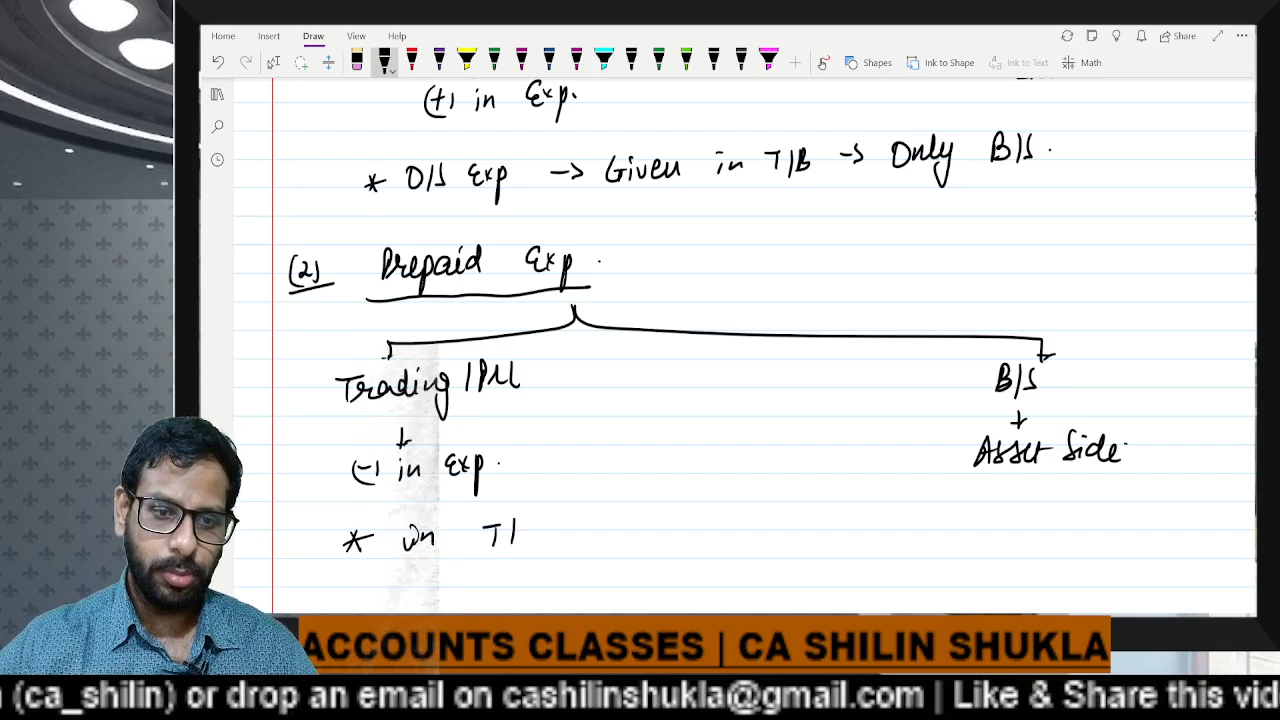 Home Insert Draw View Help
Share
Shapes Ink to Shape Ink to Text Math
(+) in Exp.
* O/S Exp → Given in T/B → Only B/S.
(2) Prepaid Exp.
Trading / P&L B/S
(-) in Exp. Asset Side.
* in T/
ACCOUNTS CLASSES | CA SHILIN SHUKLA
(ca_shilin) or drop an email on cashilinshukla@gmail.com | Like & Share this vid